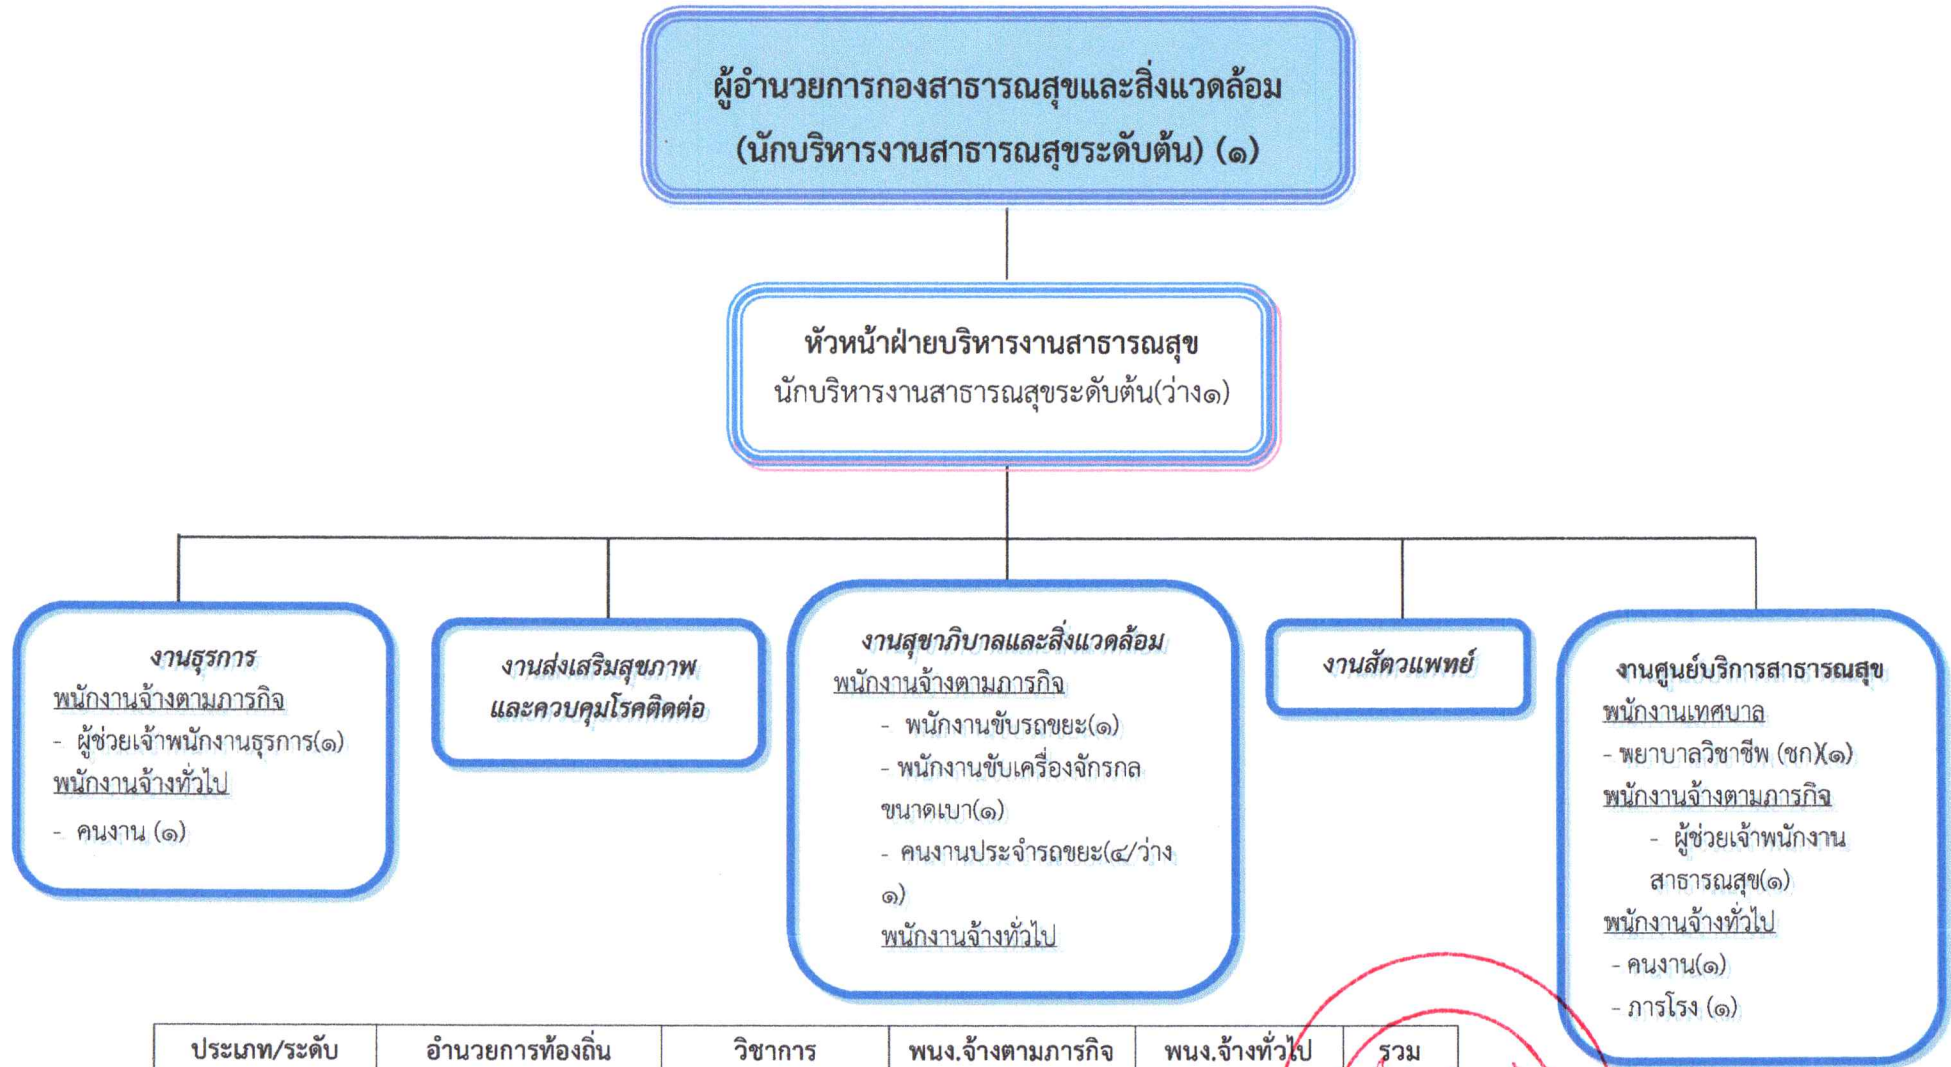 ผู้อำนวยการกองสาธารณสุขและสิ่งแวดล้อม
(นักบริหารงานสาธารณสุขระดับต้น) (๑)
หัวหน้าฝ่ายบริหารงานสาธารณสุข
นักบริหารงานสาธารณสุขระดับต้น(ว่าง๑)
งานธุรการ
พนักงานจ้างตามภารกิจ
- ผู้ช่วยเจ้าพนักงานธุรการ(๑)
พนักงานจ้างทั่วไป
- คนงาน (๑)
งานส่งเสริมสุขภาพ
และควบคุมโรคติดต่อ
งานสุขาภิบาลและสิ่งแวดล้อม
พนักงานจ้างตามภารกิจ
- พนักงานขับรถขยะ(๑)
- พนักงานขับเครื่องจักรกล
ขนาดเบา(๑)
- คนงานประจำรถขยะ(๔/ว่าง
๑)
พนักงานจ้างทั่วไป
งานสัตวแพทย์
งานศูนย์บริการสาธารณสุข
พนักงานเทศบาล
- พยาบาลวิชาชีพ (ชก)(๑)
พนักงานจ้างตามภารกิจ
- ผู้ช่วยเจ้าพนักงาน
สาธารณสุข(๑)
พนักงานจ้างทั่วไป
- คนงาน(๑)
- ภารโรง (๑)
ประเภท/ระดับ อำนวยการท้องถิ่น วิชาการ พนง.จ้างตามภารกิจ พนง.จ้างทั่วไป รวม